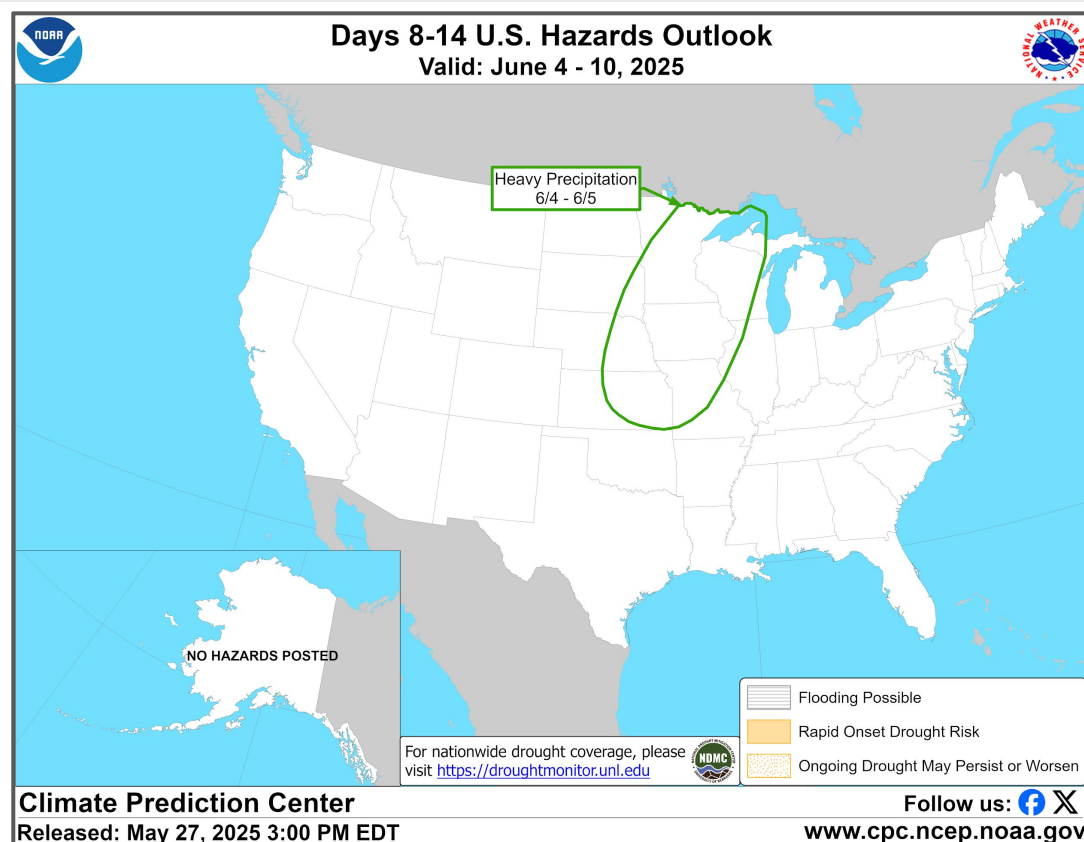 NOAA
Days 8-14 U.S. Hazards Outlook
Valid: June 4 - 10, 2025
NATIONAL WEATHER SERVICE
Heavy Precipitation
6/4 - 6/5
NO HAZARDS POSTED
Flooding Possible
Rapid Onset Drought Risk
Ongoing Drought May Persist or Worsen
For nationwide drought coverage, please
visit https://droughtmonitor.unl.edu
NDMC
Climate Prediction Center
Follow us:
Released: May 27, 2025 3:00 PM EDT
www.cpc.ncep.noaa.gov